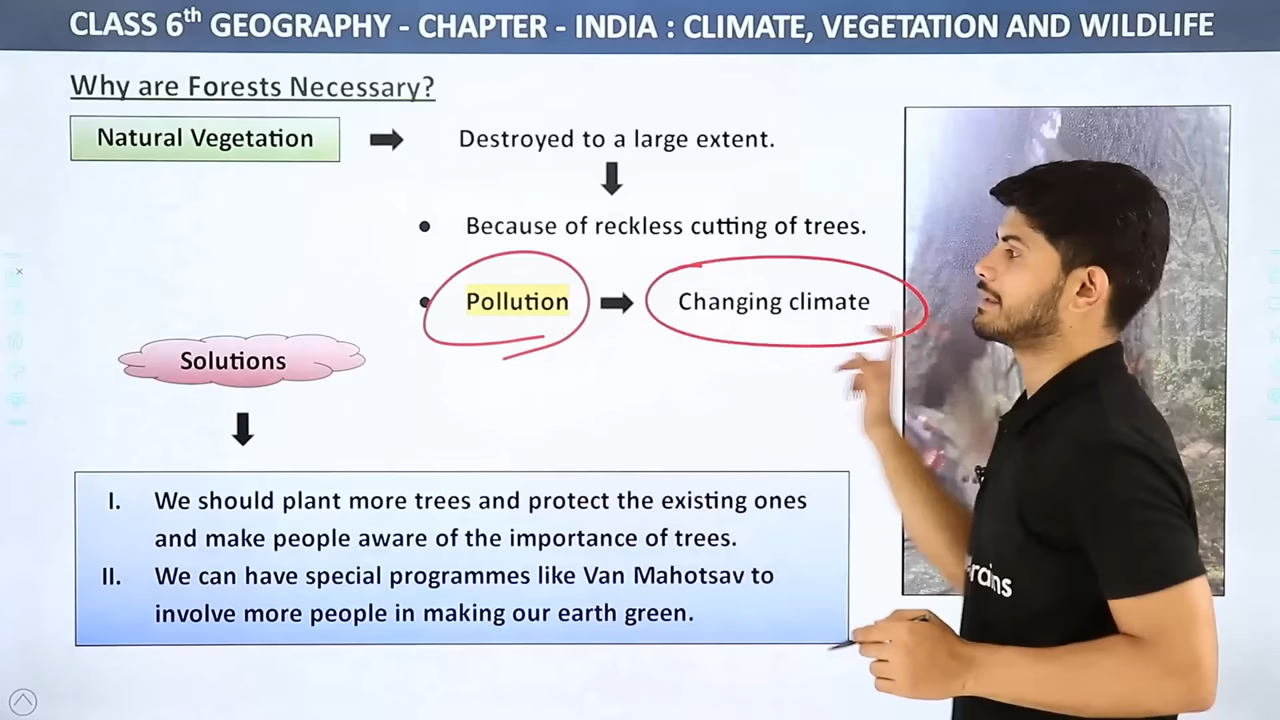 CLASS 6th GEOGRAPHY - CHAPTER - INDIA : CLIMATE, VEGETATION AND WILDLIFE
Why are Forests Necessary?
Natural Vegetation
Destroyed to a large extent.
• Because of reckless cutting of trees.
• Pollution
Changing climate
Solutions
I. We should plant more trees and protect the existing ones
and make people aware of the importance of trees.
II. We can have special programmes like Van Mahotsav to
involve more people in making our earth green.